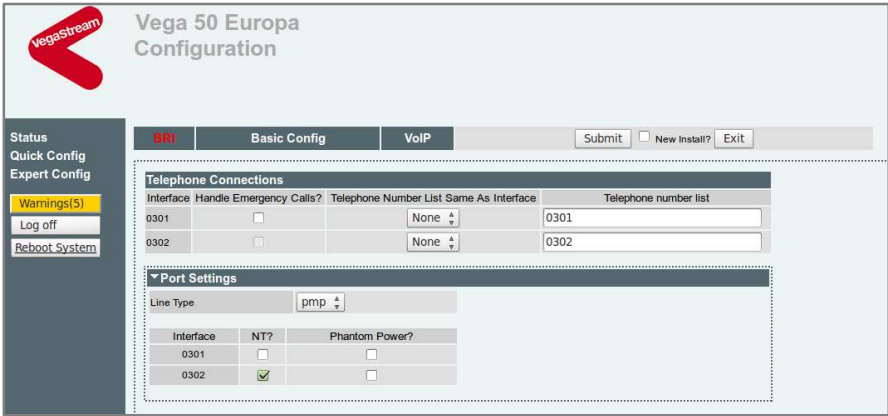 VegaStream
Vega 50 Europa
Configuration
Status
Quick Config
Expert Config
Warnings(5)
Log off
Reboot System
BRI Basic Config VoIP Submit New Install? Exit
Telephone Connections
Interface Handle Emergency Calls? Telephone Number List Same As Interface Telephone number list
0301 None 0301
0302 None 0302
Port Settings
Line Type pmp
Interface NT? Phantom Power?
0301
0302